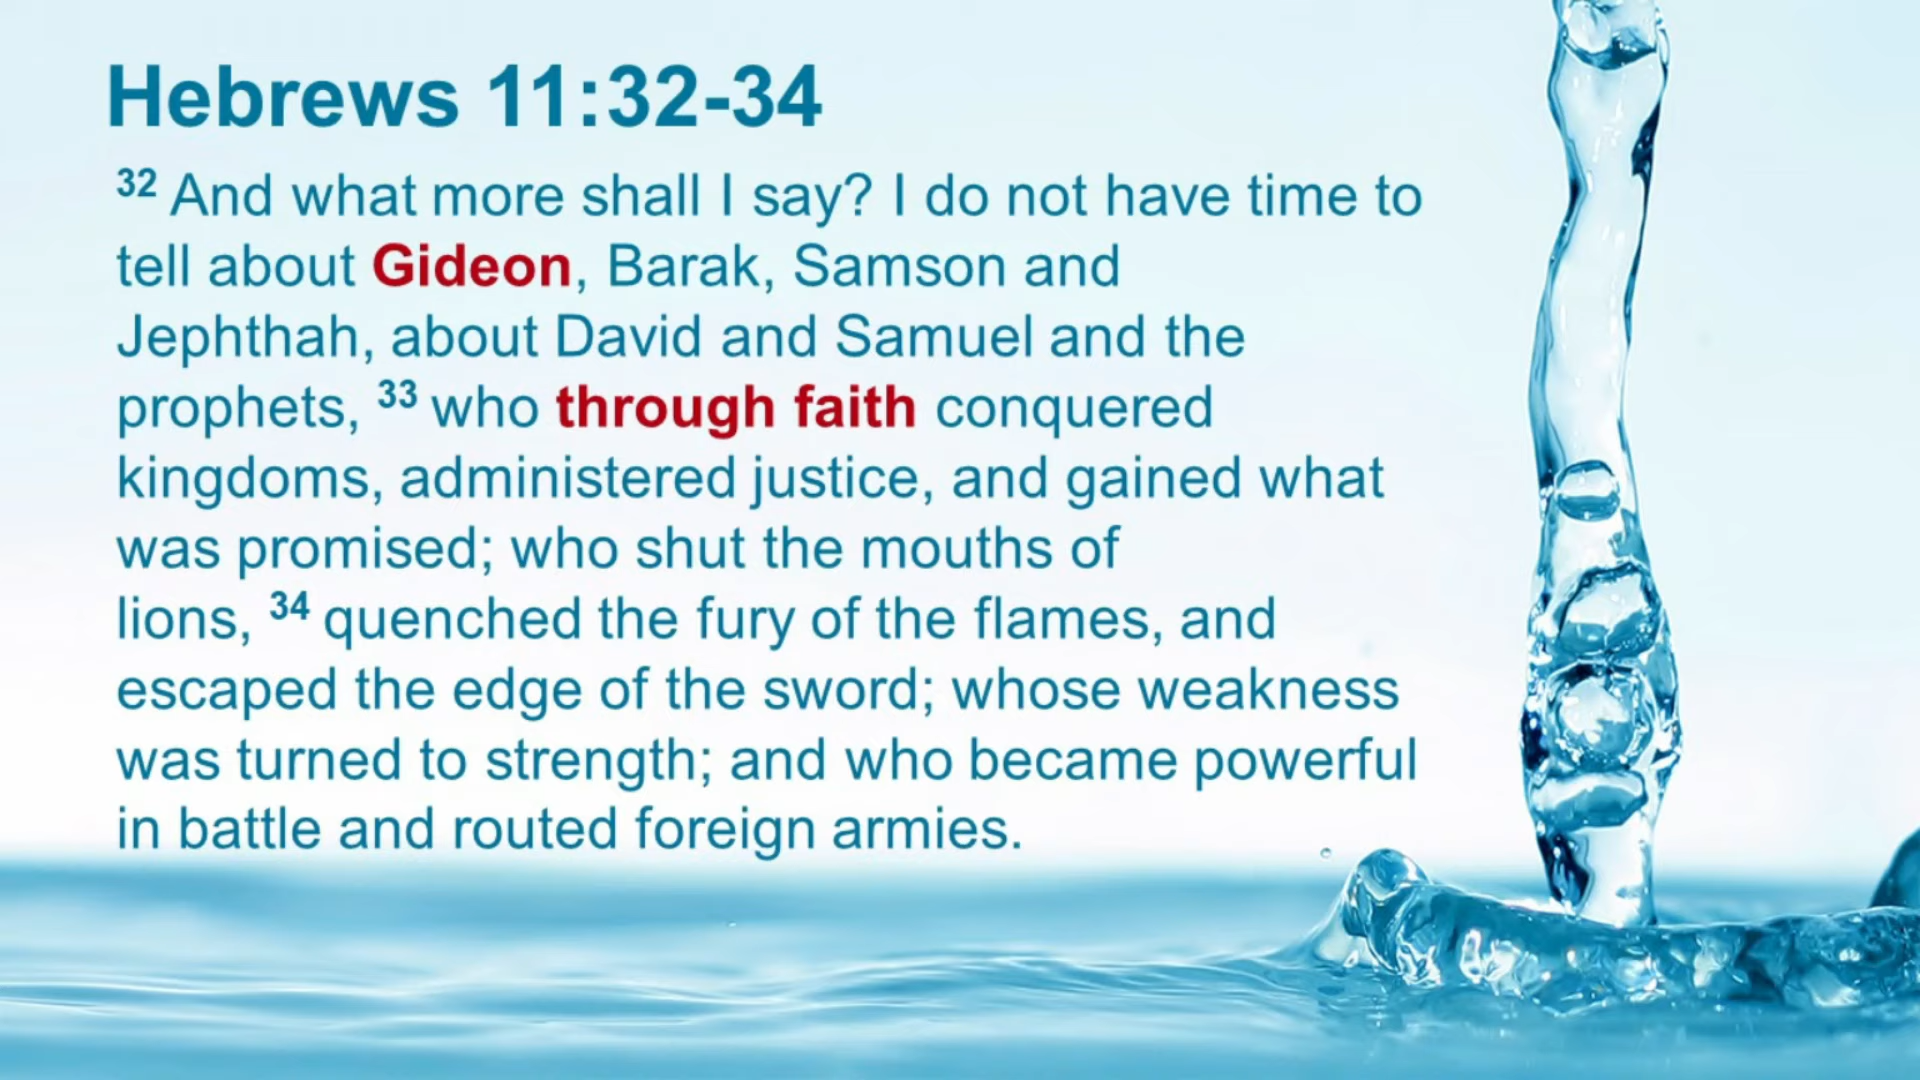 Hebrews 11:32-34
32 And what more shall I say? I do not have time to
tell about Gideon, Barak, Samson and
Jephthah, about David and Samuel and the
prophets, 33 who through faith conquered
kingdoms, administered justice, and gained what
was promised; who shut the mouths of
lions, 34 quenched the fury of the flames, and
escaped the edge of the sword; whose weakness
was turned to strength; and who became powerful
in battle and routed foreign armies.